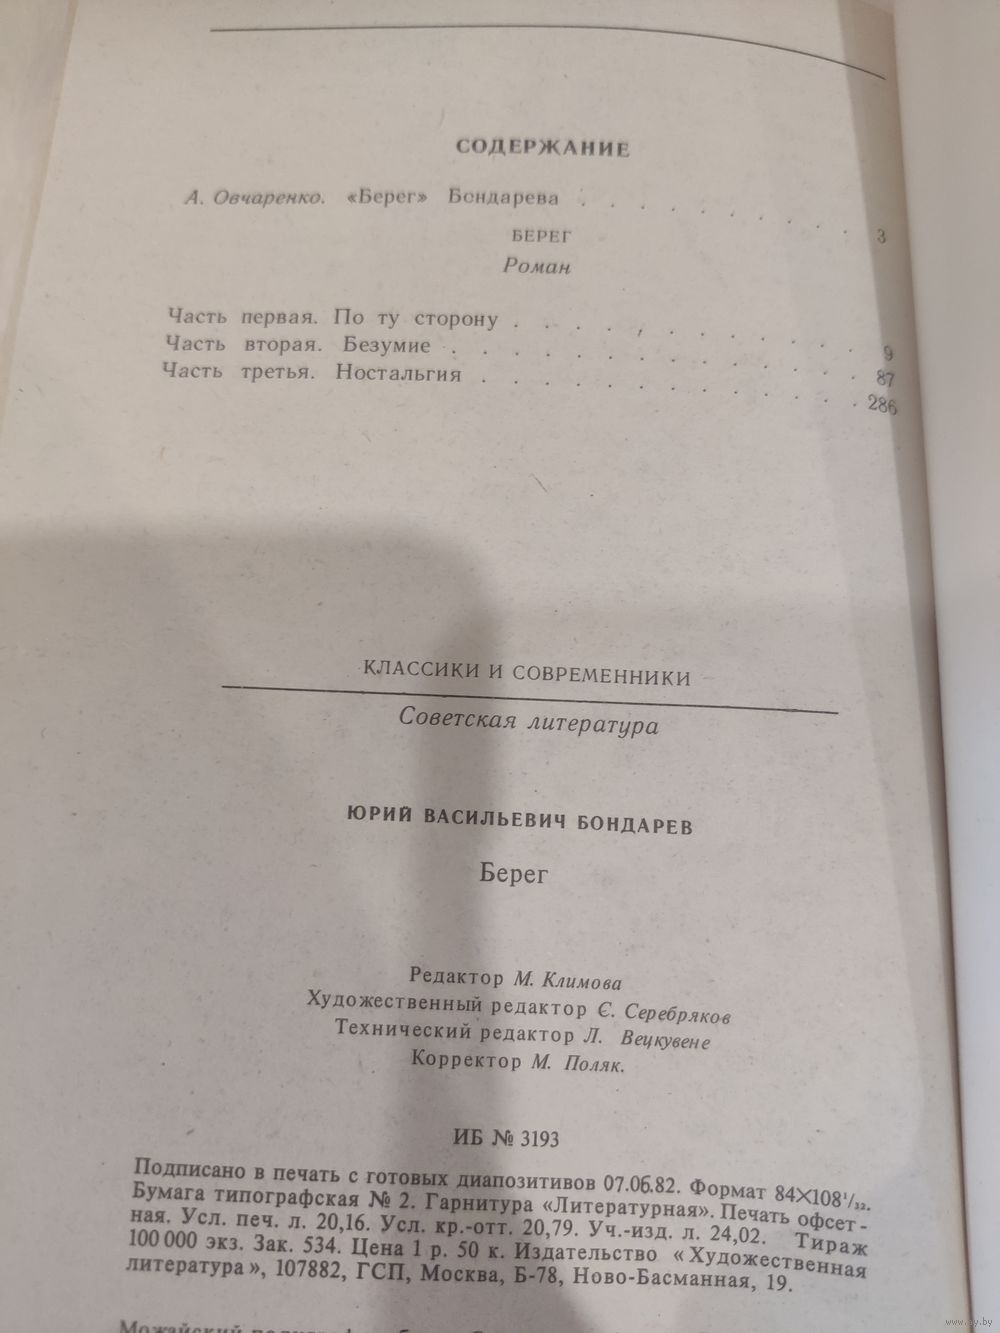 СОДЕРЖАНИЕ
А. Овчаренко. «Берег» Бондарева . . . . . . . . . 3
БЕРЕГ
Роман
Часть первая. По ту сторону . . . . . . . . . . . 9
Часть вторая. Безумие . . . . . . . . . . . . . 87
Часть третья. Ностальгия . . . . . . . . . . . . 286
КЛАССИКИ И СОВРЕМЕННИКИ
Советская литература
ЮРИЙ ВАСИЛЬЕВИЧ БОНДАРЕВ
Берег
Редактор М. Климова
Художественный редактор Є. Серебряков
Технический редактор Л. Вецкувене
Корректор М. Поляк.
ИБ № 3193
Подписано в печать с готовых диапозитивов 07.06.82. Формат 84×108¹/₃₂.
Бумага типографская № 2. Гарнитура «Литературная». Печать офсет-
ная. Усл. печ. л. 20,16. Усл. кр.-отт. 20,79. Уч.-изд. л. 24,02. Тираж
100 000 экз. Зак. 534. Цена 1 р. 50 к. Издательство «Художественная
литература», 107882, ГСП, Москва, Б-78, Ново-Басманная, 19.
Можайский
www.ay.by